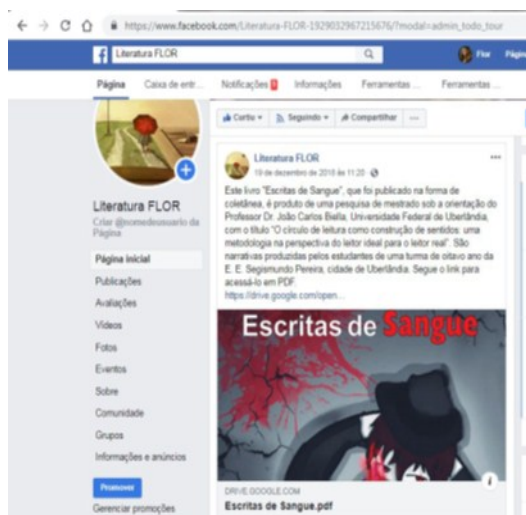 https://www.facebook.com/Literatura-FLOR-1929032967215676/?modal=admin_todo_tour
Literatura FLOR
Flor Págin
Página Caixa de entr... Notificações Informações Ferramentas ... Ferramentas ...
Curtiu Seguindo Compartilhar ...
Literatura FLOR
19 de dezembro de 2018 às 11:20
Este livro "Escritas de Sangue", que foi publicado na forma de
coletânea, é produto de uma pesquisa de mestrado sob a orientação do
Professor Dr. João Carlos Biella, Universidade Federal de Uberlândia,
com o título "O círculo de leitura como construção de sentidos: uma
metodologia na perspectiva do leitor ideal para o leitor real". São
narrativas produzidas pelos estudantes de uma turma de oitavo ano da
E. E. Segismundo Pereira, cidade de Uberlândia. Segue o link para
acessá-lo em PDF.
https://drive.google.com/open...
Escritas de Sangue
DRIVE.GOOGLE.COM
Escritas de Sangue.pdf
Literatura FLOR
Criar @nomedeusuario da
Página
Página inicial
Publicações
Avaliações
Vídeos
Fotos
Eventos
Sobre
Comunidade
Grupos
Informações e anúncios
Promover
Gerenciar promoções